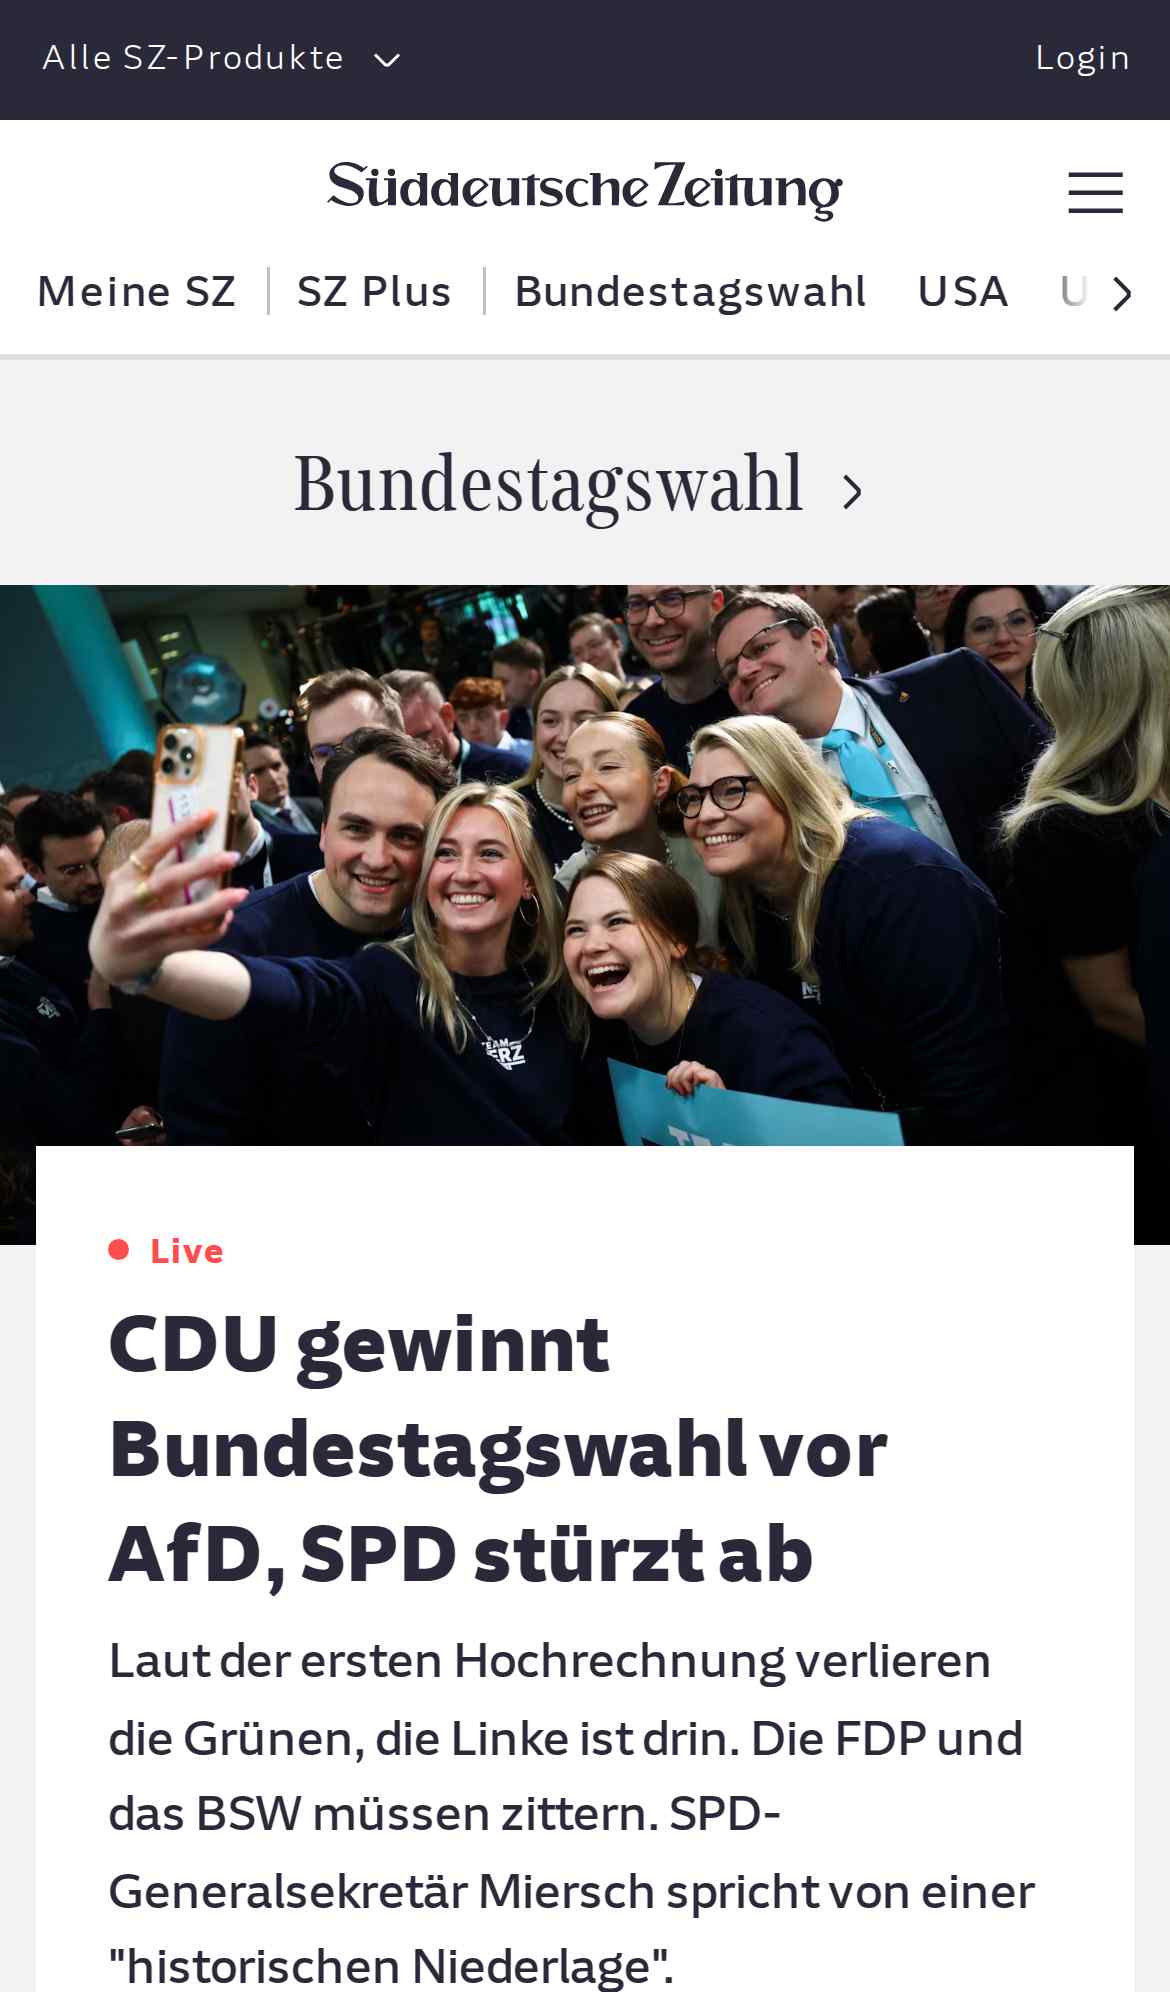 Alle SZ-Produkte
Login
Süddeutsche Zeitung
Meine SZ
SZ Plus
Bundestagswahl
USA
U
Bundestagswahl
Live
CDU gewinnt
Bundestagswahl vor
AfD, SPD stürzt ab
Laut der ersten Hochrechnung verlieren
die Grünen, die Linke ist drin. Die FDP und
das BSW müssen zittern. SPD-
Generalsekretär Miersch spricht von einer
"historischen Niederlage".